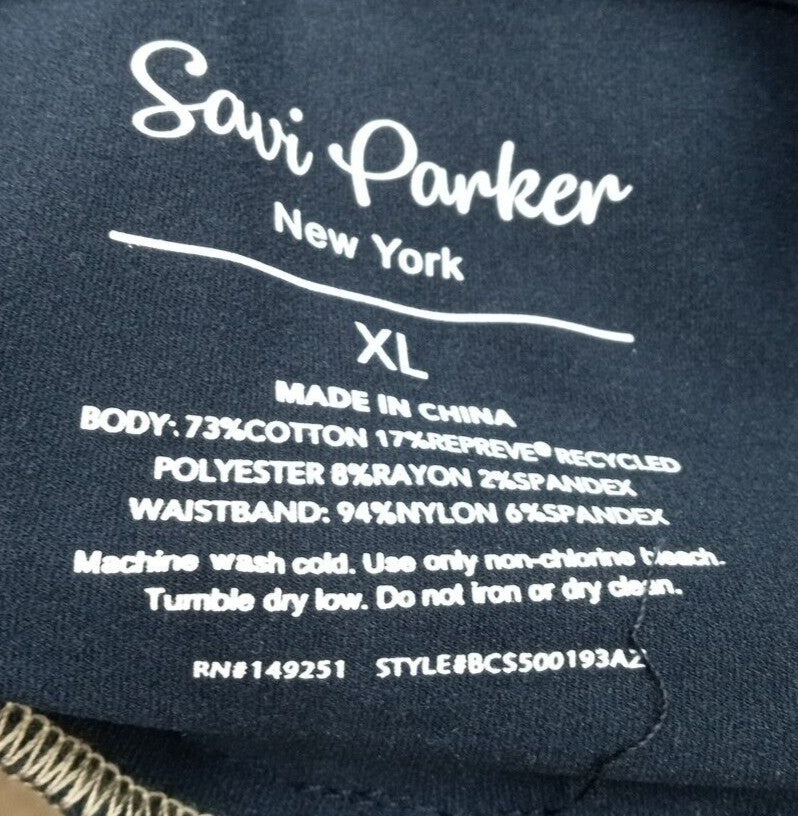 Savi Parker
New York
XL
MADE IN CHINA
BODY: 73%COTTON 17%REPREVE® RECYCLED
POLYESTER 8%RAYON 2%SPANDEX
WAISTBAND: 94%NYLON 6%SPANDEX
Machine wash cold. Use only non-chlorine bleach.
Tumble dry low. Do not iron or dry clean.
RN#149251 STYLE#BCS500193AZ